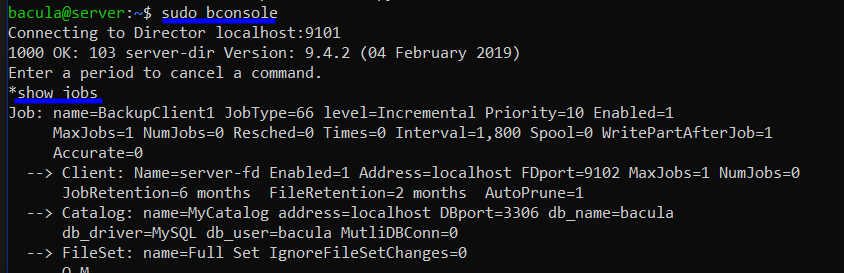 bacula@server:~$ sudo bconsole
Connecting to Director localhost:9101
1000 OK: 103 server-dir Version: 9.4.2 (04 February 2019)
Enter a period to cancel a command.
*show jobs
Job: name=BackupClient1 JobType=66 level=Incremental Priority=10 Enabled=1
MaxJobs=1 NumJobs=0 Resched=0 Times=0 Interval=1,800 Spool=0 WritePartAfterJob=1
Accurate=0
--> Client: Name=server-fd Enabled=1 Address=localhost FDport=9102 MaxJobs=1 NumJobs=0
JobRetention=6 months FileRetention=2 months AutoPrune=1
--> Catalog: name=MyCatalog address=localhost DBport=3306 db_name=bacula
db_driver=MySQL db_user=bacula MutliDBConn=0
--> FileSet: name=Full Set IgnoreFileSetChanges=0
O M